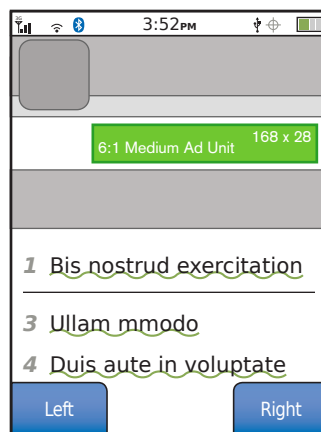 3G 3:52PM
168 x 28
6:1 Medium Ad Unit
1 Bis nostrud exercitation
3 Ullam mmodo
4 Duis aute in voluptate
Left Right